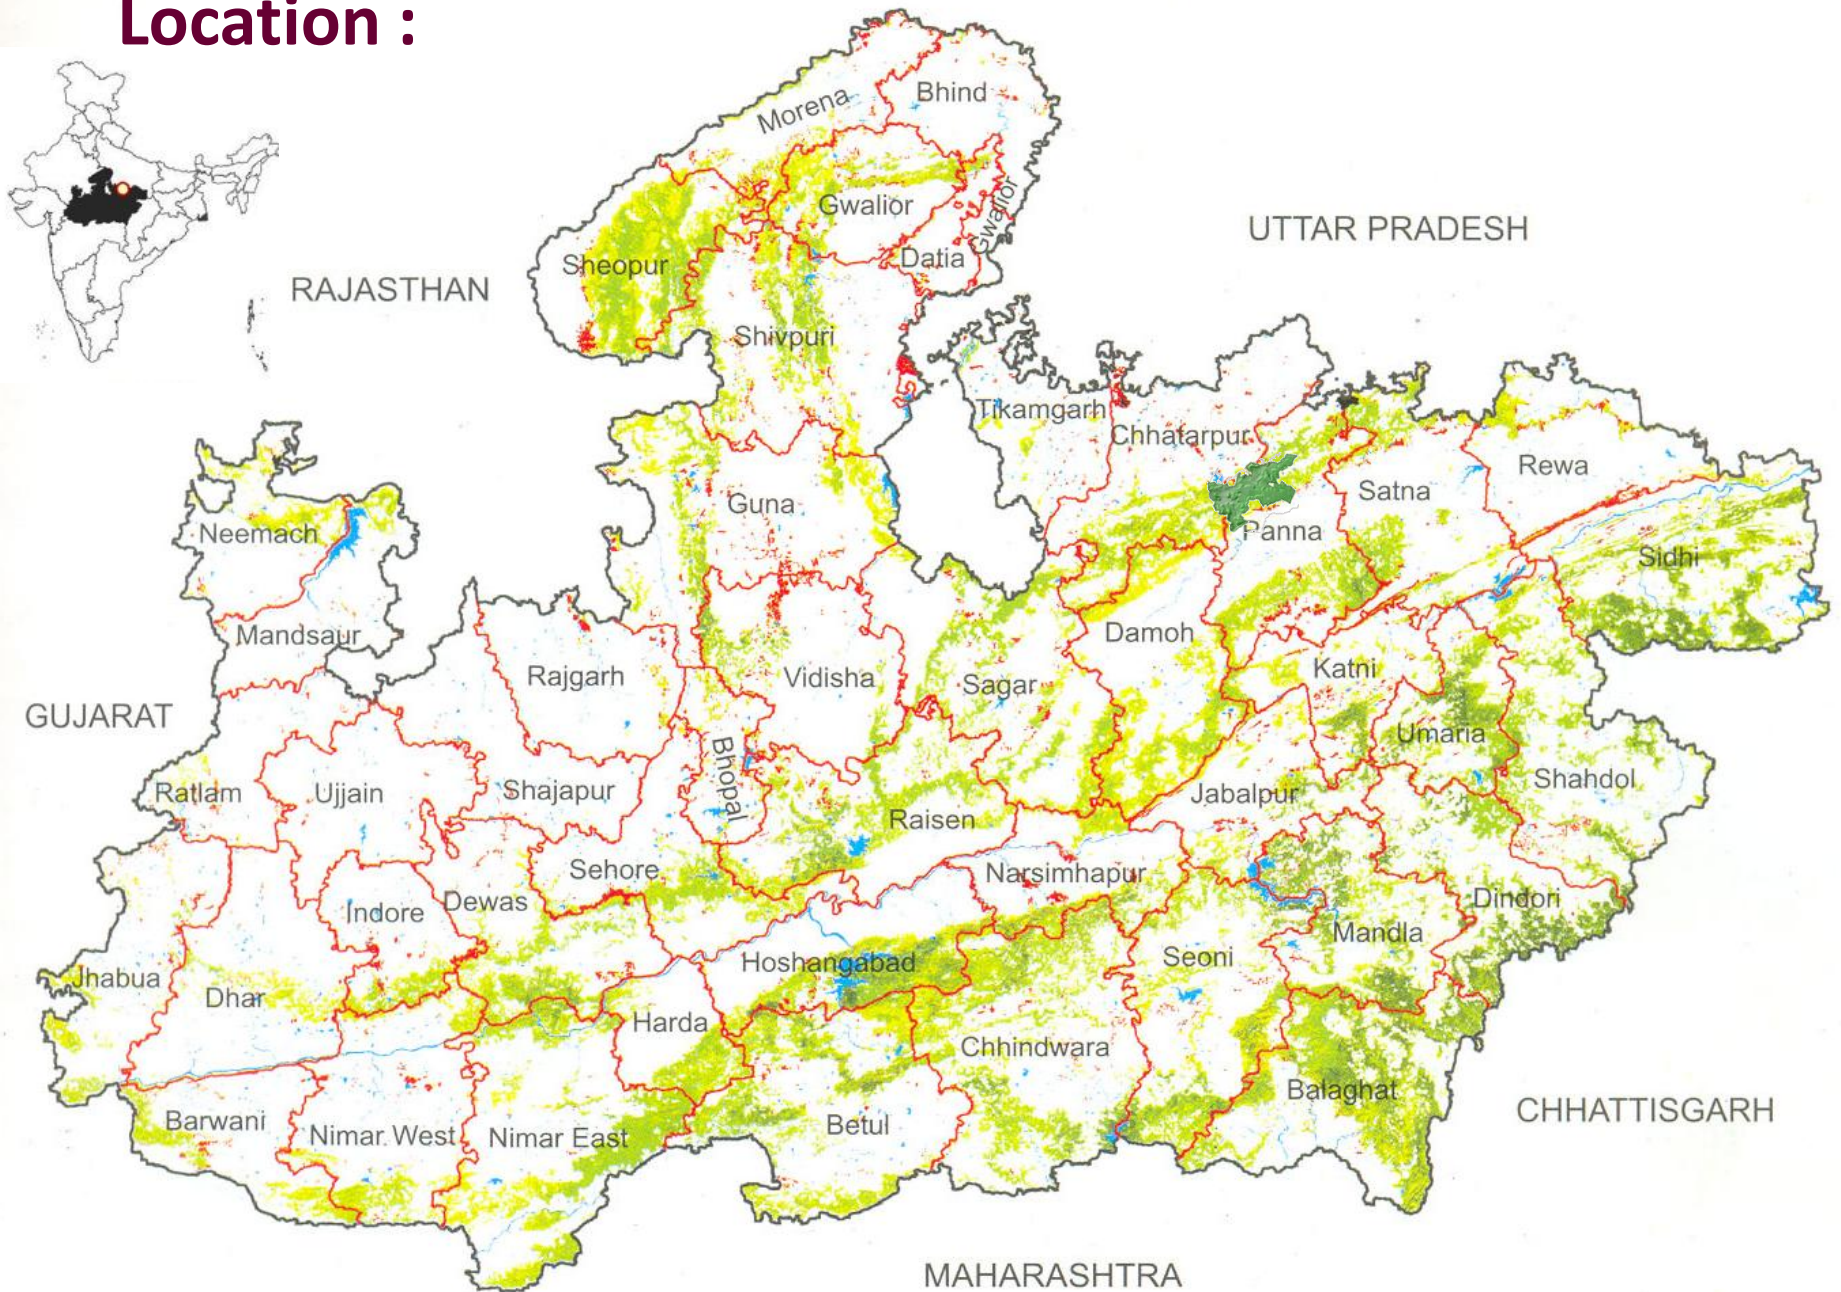 Location :
Morena
Bhind
Gwalior
Gwalior
Datia
Sheopur
UTTAR PRADESH
RAJASTHAN
Shivpuri
Tikamgarh
Chhatarpur
Rewa
Satna
Guna
Panna
Neemach
Sidhi
Mandsaur
Damoh
Katni
Rajgarh
Vidisha
Sagar
GUJARAT
Umaria
Bhopal
Shahdol
Ratlam
Ujjain
Shajapur
Jabalpur
Raisen
Sehore
Narsimhapur
Dindori
Indore
Dewas
Mandla
Hoshangabad
Seoni
Jhabua
Dhar
Harda
Chhindwara
Balaghat
CHHATTISGARH
Barwani
Nimar West
Nimar East
Betul
MAHARASHTRA